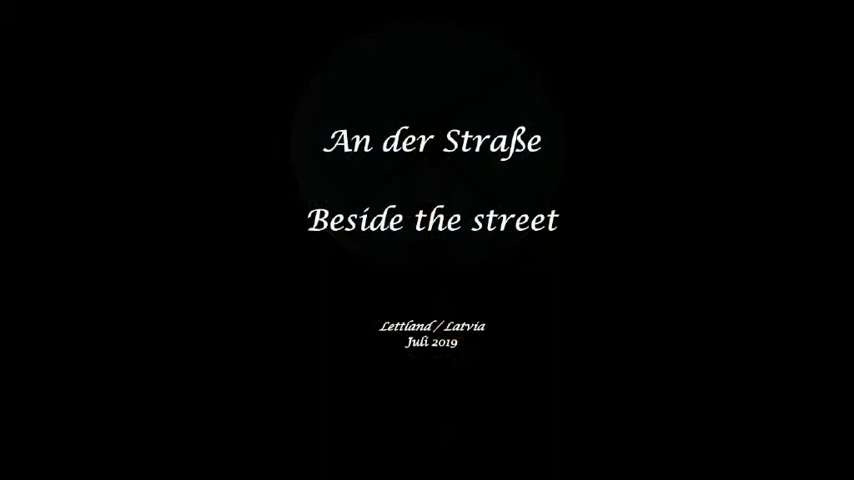 An der Straße
Beside the street
Lettland / Latvia
Juli 2019